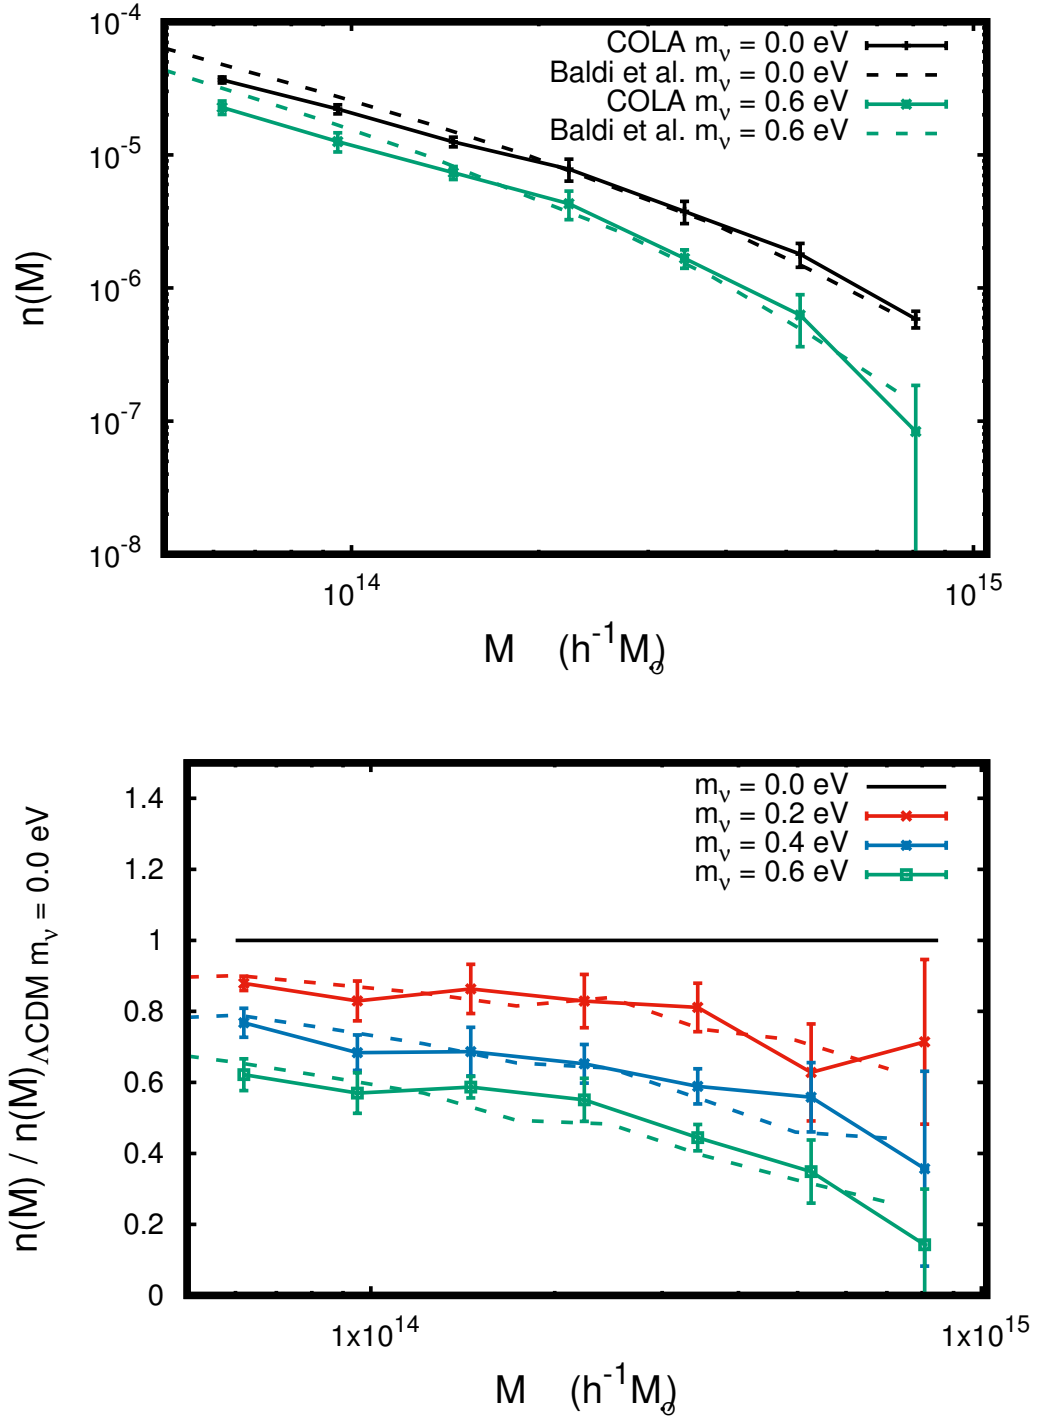 10^-4
10^-5
10^-6
10^-7
10^-8
n(M)
COLA m_ν = 0.0 eV
Baldi et al. m_ν = 0.0 eV
COLA m_ν = 0.6 eV
Baldi et al. m_ν = 0.6 eV
10^14 10^15
M (h^-1 M_⊙)
1.4
1.2
1
0.8
0.6
0.4
0.2
0
n(M) / n(M)_ΛCDM m_ν = 0.0 eV
m_ν = 0.0 eV
m_ν = 0.2 eV
m_ν = 0.4 eV
m_ν = 0.6 eV
1x10^14 1x10^15
M (h^-1 M_⊙)